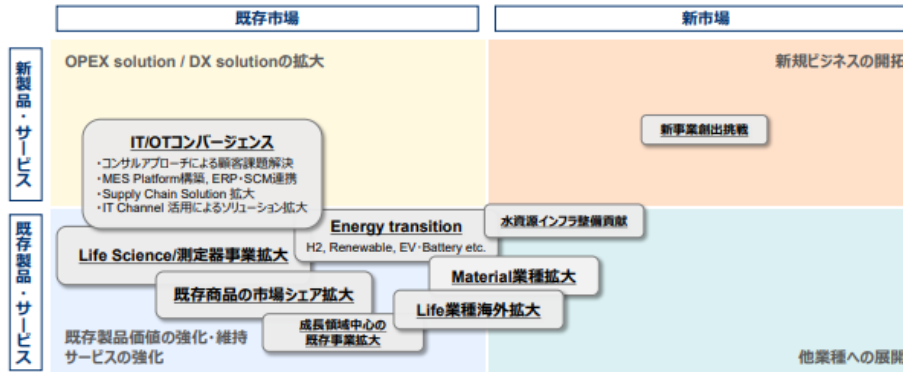 既存市場
新市場
新製品・サービス
OPEX solution / DX solutionの拡大
新規ビジネスの開拓
IT/OTコンバージェンス
・コンサルアプローチによる顧客課題解決
・MES Platform構築, ERP・SCM連携
・Supply Chain Solution 拡大
・IT Channel 活用によるソリューション拡大
新事業創出挑戦
既存製品・サービス
Energy transition
H2, Renewable, EV・Battery etc.
水資源インフラ整備貢献
Life Science/測定器事業拡大
Material業種拡大
既存商品の市場シェア拡大
Life業種海外拡大
成長領域中心の
既存事業拡大
既存製品価値の強化・維持
サービスの強化
他業種への展開